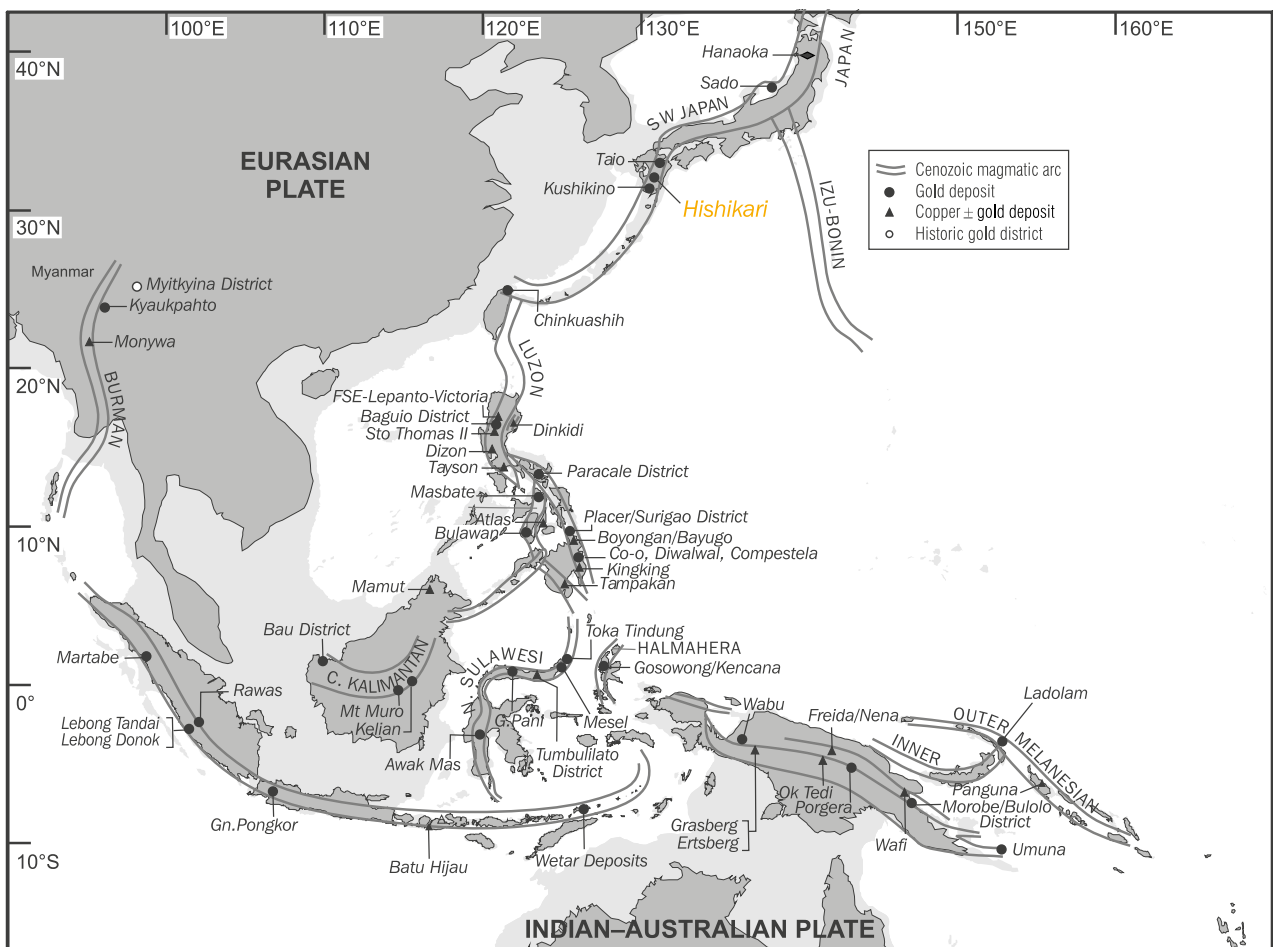 100°E
110°E
120°E
130°E
150°E
160°E
40°N
30°N
20°N
10°N
0°
10°S
EURASIAN
PLATE
Hanaoka
JAPAN
Sado
SW JAPAN
Taio
Kushikino
Hishikari
IZU-BONIN
Cenozoic magmatic arc
Gold deposit
Copper ± gold deposit
Historic gold district
Myanmar
Myitkyina District
Kyaukpahto
Monywa
BURMAN
Chinkuashih
LUZON
FSE-Lepanto-Victoria
Baguio District
Sto Thomas II
Dinkidi
Dizon
Tayson
Paracale District
Masbate
Atlas
Bulawan
Placer/Surigao District
Boyongan/Bayugo
Co-o, Diwalwal, Compestela
Kingking
Tampakan
Mamut
Bau District
C. KALIMANTAN
Mt Muro
Kelian
Martabe
Rawas
Lebong Tandai
Lebong Donok
Gn.Pongkor
Batu Hijau
Wetar Deposits
N. SULAWESI
Toka Tindung
HALMAHERA
Gosowong/Kencana
G.Pani
Mesel
Tumbulilato
District
Awak Mas
Wabu
Freida/Nena
Ladolam
OUTER MELANESIAN
INNER
Panguna
Ok Tedi
Porgera
Morobe/Bulolo
District
Grasberg
Ertsberg
Wafi
Umuna
INDIAN–AUSTRALIAN PLATE